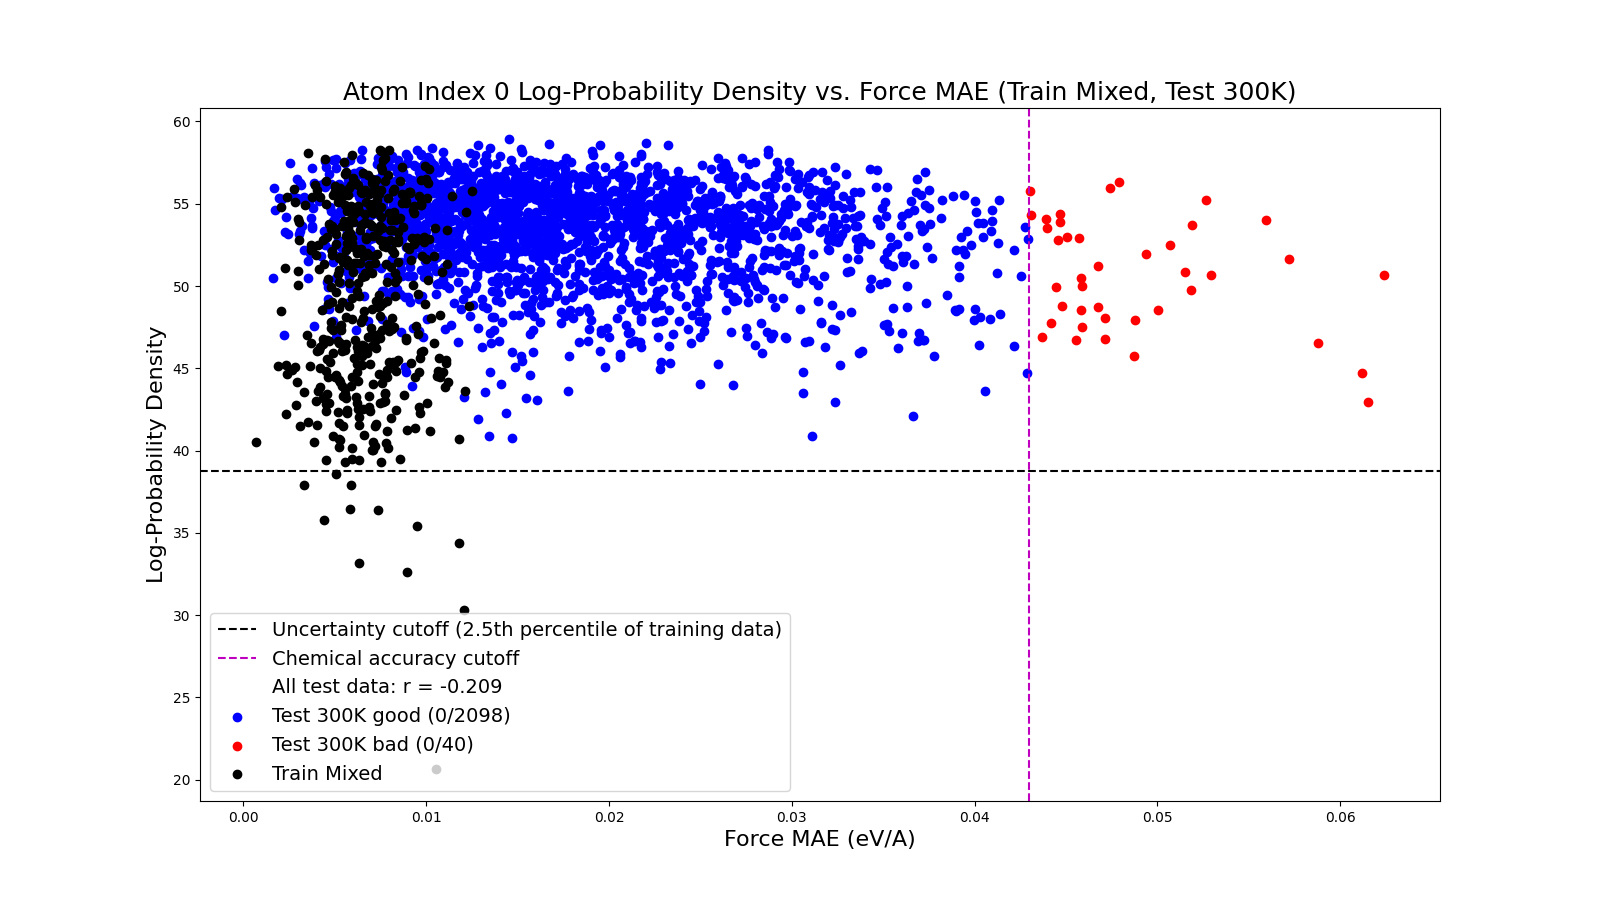 Atom Index 0 Log-Probability Density vs. Force MAE (Train Mixed, Test 300K)
Log-Probability Density
60
55
50
45
40
35
30
25
20
Uncertainty cutoff (2.5th percentile of training data)
Chemical accuracy cutoff
All test data: r = -0.209
Test 300K good (0/2098)
Test 300K bad (0/40)
Train Mixed
0.00 0.01 0.02 0.03 0.04 0.05 0.06
Force MAE (eV/A)